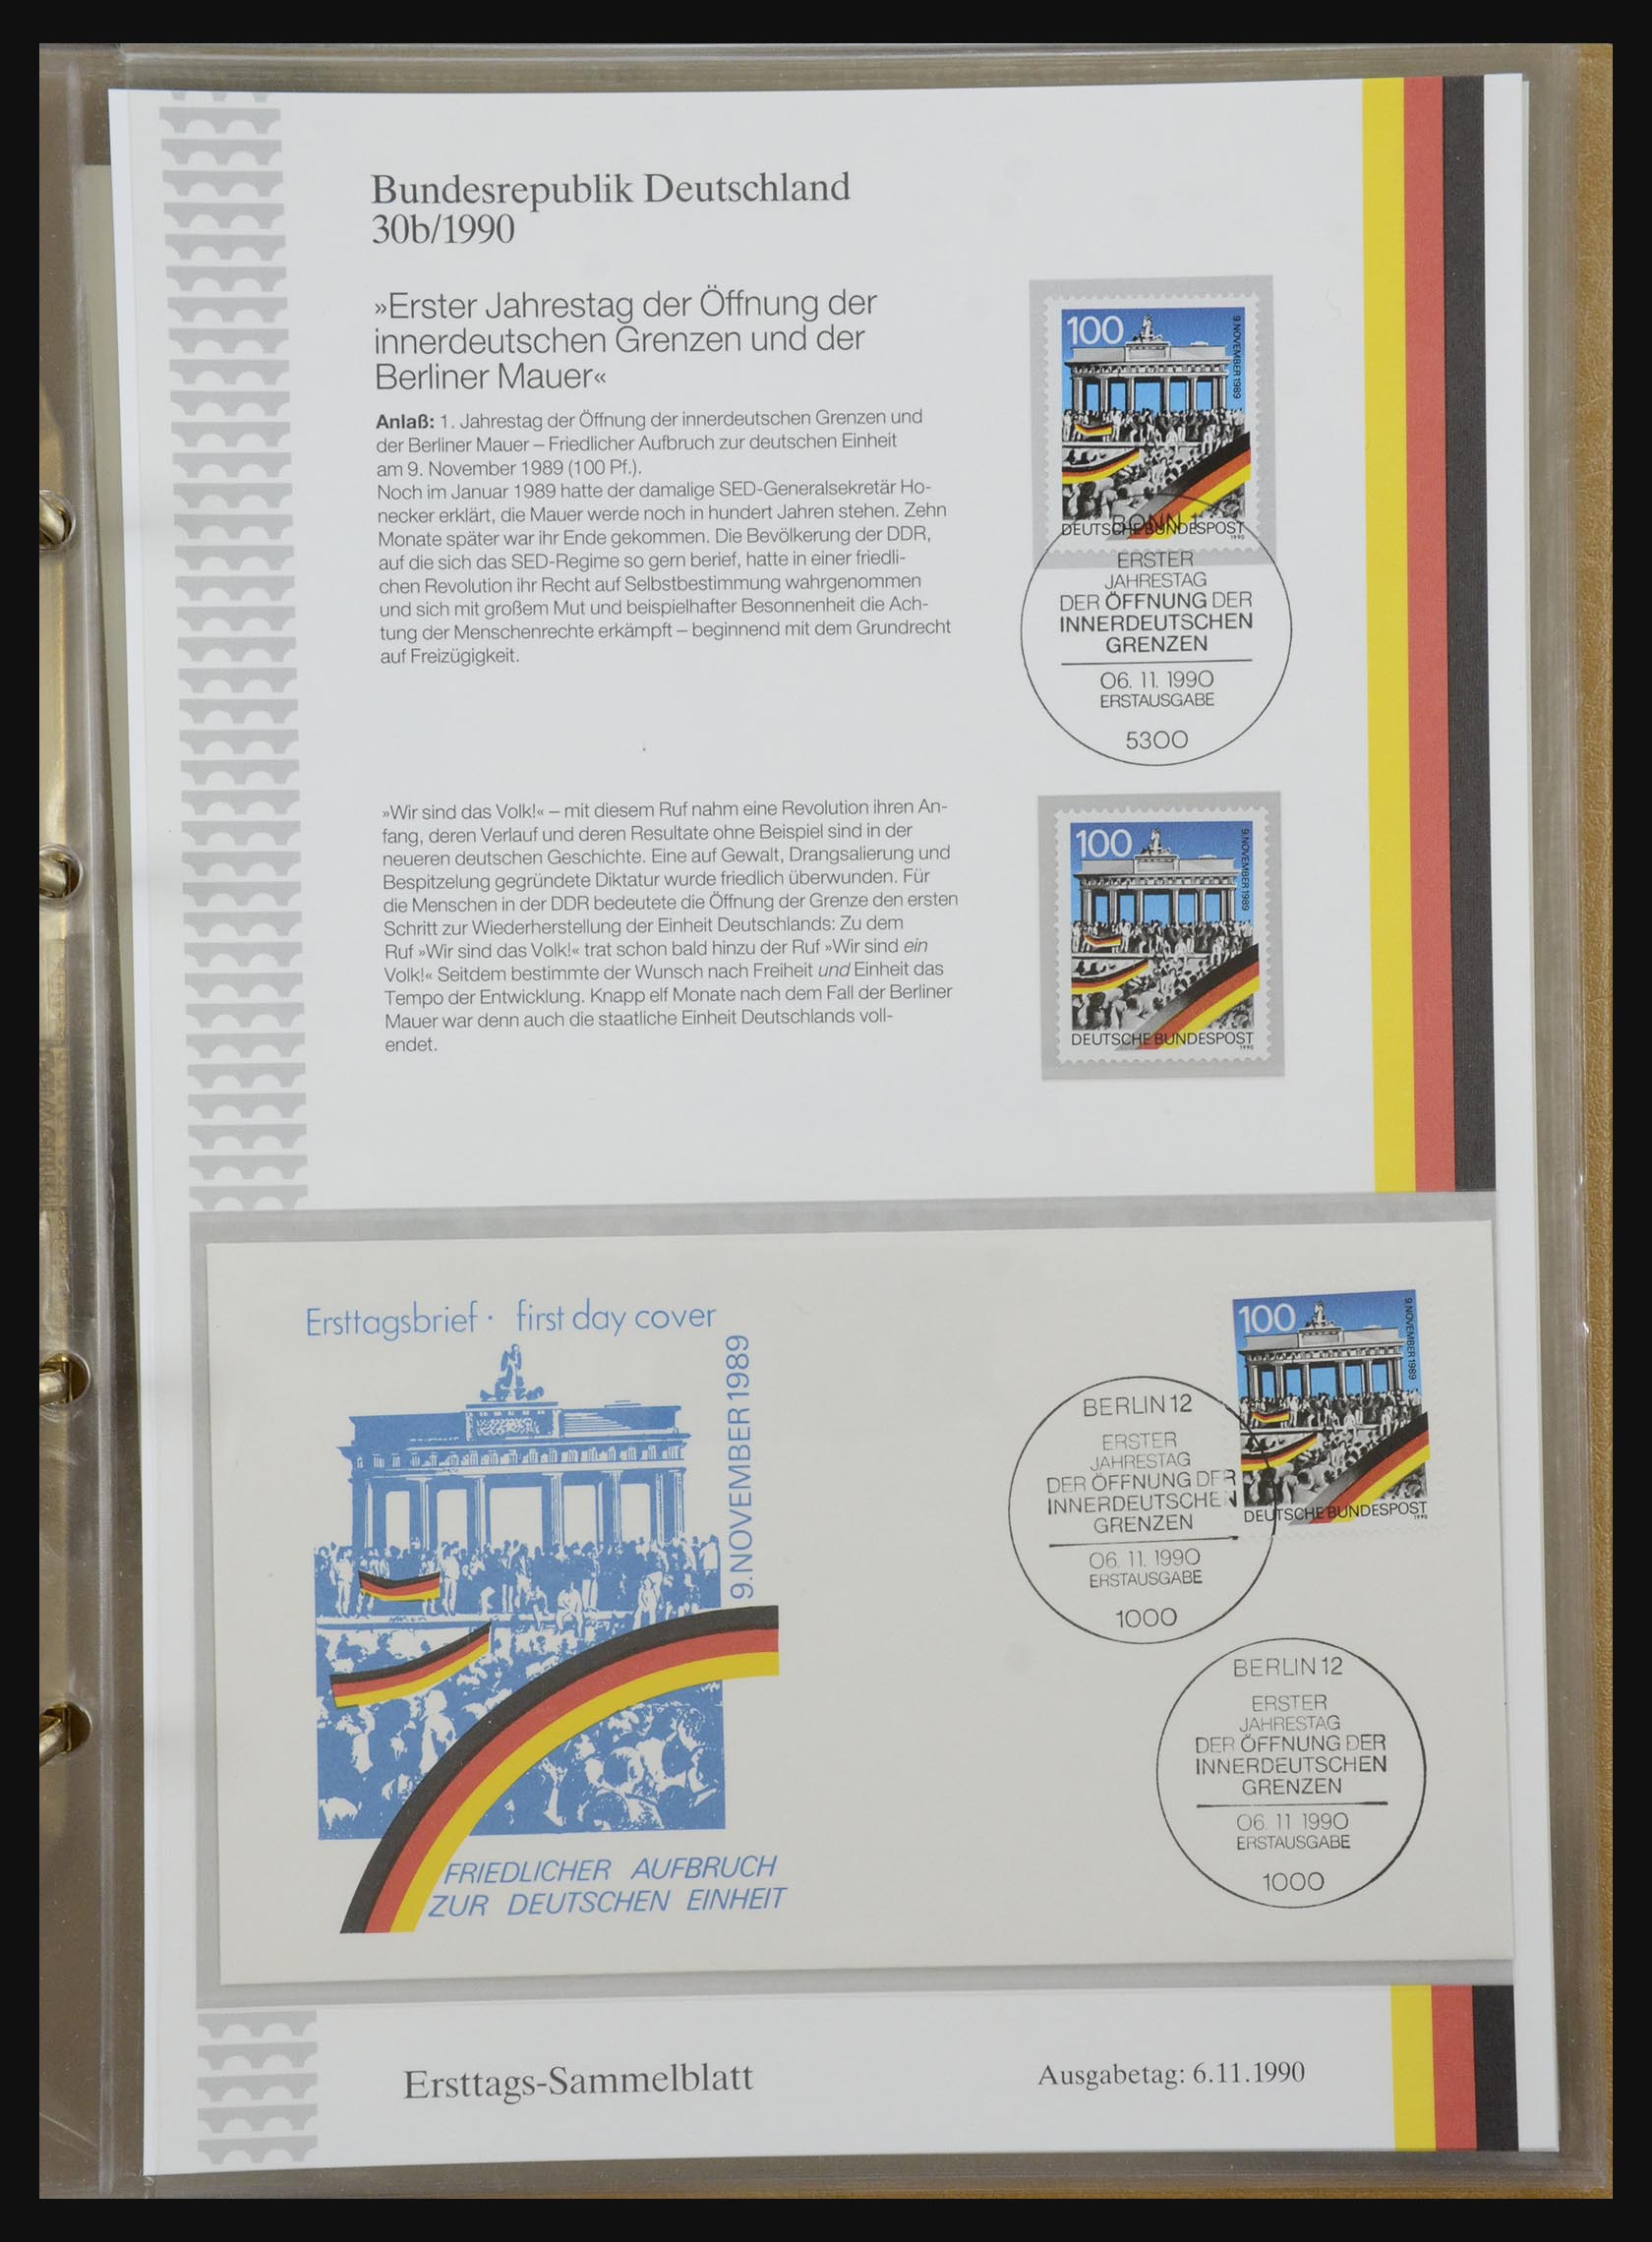 Bundesrepublik Deutschland
30b/1990
»Erster Jahrestag der Öffnung der
innerdeutschen Grenzen und der
Berliner Mauer«
Anlaß: 1. Jahrestag der Öffnung der innerdeutschen Grenzen und
der Berliner Mauer – Friedlicher Aufbruch zur deutschen Einheit
am 9. November 1989 (100 Pf.).
Noch im Januar 1989 hatte der damalige SED-Generalsekretär Ho-
necker erklärt, die Mauer werde noch in hundert Jahren stehen. Zehn
Monate später war ihr Ende gekommen. Die Bevölkerung der DDR,
auf die sich das SED-Regime so gern berief, hatte in einer friedli-
chen Revolution ihr Recht auf Selbstbestimmung wahrgenommen
und sich mit großem Mut und beispielhafter Besonnenheit die Ach-
tung der Menschenrechte erkämpft – beginnend mit dem Grundrecht
auf Freizügigkeit.
»Wir sind das Volk!« – mit diesem Ruf nahm eine Revolution ihren An-
fang, deren Verlauf und deren Resultate ohne Beispiel sind in der
neueren deutschen Geschichte. Eine auf Gewalt, Drangsalierung und
Bespitzelung gegründete Diktatur wurde friedlich überwunden. Für
die Menschen in der DDR bedeutete die Öffnung der Grenze den ersten
Schritt zur Wiederherstellung der Einheit Deutschlands: Zu dem
Ruf »Wir sind das Volk!« trat schon bald hinzu der Ruf »Wir sind ein
Volk!« Seitdem bestimmte der Wunsch nach Freiheit und Einheit das
Tempo der Entwicklung. Knapp elf Monate nach dem Fall der Berliner
Mauer war denn auch die staatliche Einheit Deutschlands voll-
endet.
100
9. NOVEMBER 1989
DEUTSCHE BUNDESPOST
1990
BONN 1
ERSTER
JAHRESTAG
DER ÖFFNUNG DER
INNERDEUTSCHEN
GRENZEN
06. 11. 1990
ERSTAUSGABE
5300
100
9. NOVEMBER 1989
DEUTSCHE BUNDESPOST
1990
Ersttagsbrief · first day cover
9. NOVEMBER 1989
FRIEDLICHER AUFBRUCH
ZUR DEUTSCHEN EINHEIT
100
9. NOVEMBER 1989
DEUTSCHE BUNDESPOST
1990
BERLIN 12
ERSTER
JAHRESTAG
DER ÖFFNUNG DER
INNERDEUTSCHEN
GRENZEN
06. 11. 1990
ERSTAUSGABE
1000
BERLIN 12
ERSTER
JAHRESTAG
DER ÖFFNUNG DER
INNERDEUTSCHEN
GRENZEN
06. 11 1990
ERSTAUSGABE
1000
Ersttags-Sammelblatt
Ausgabetag: 6.11.1990